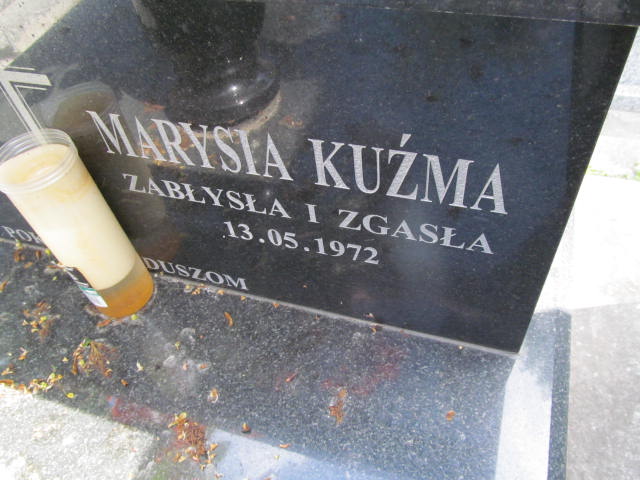 MARYSIA KUŹMA
ZABŁYSŁA I ZGASŁA
13.05.1972
DUSZOM